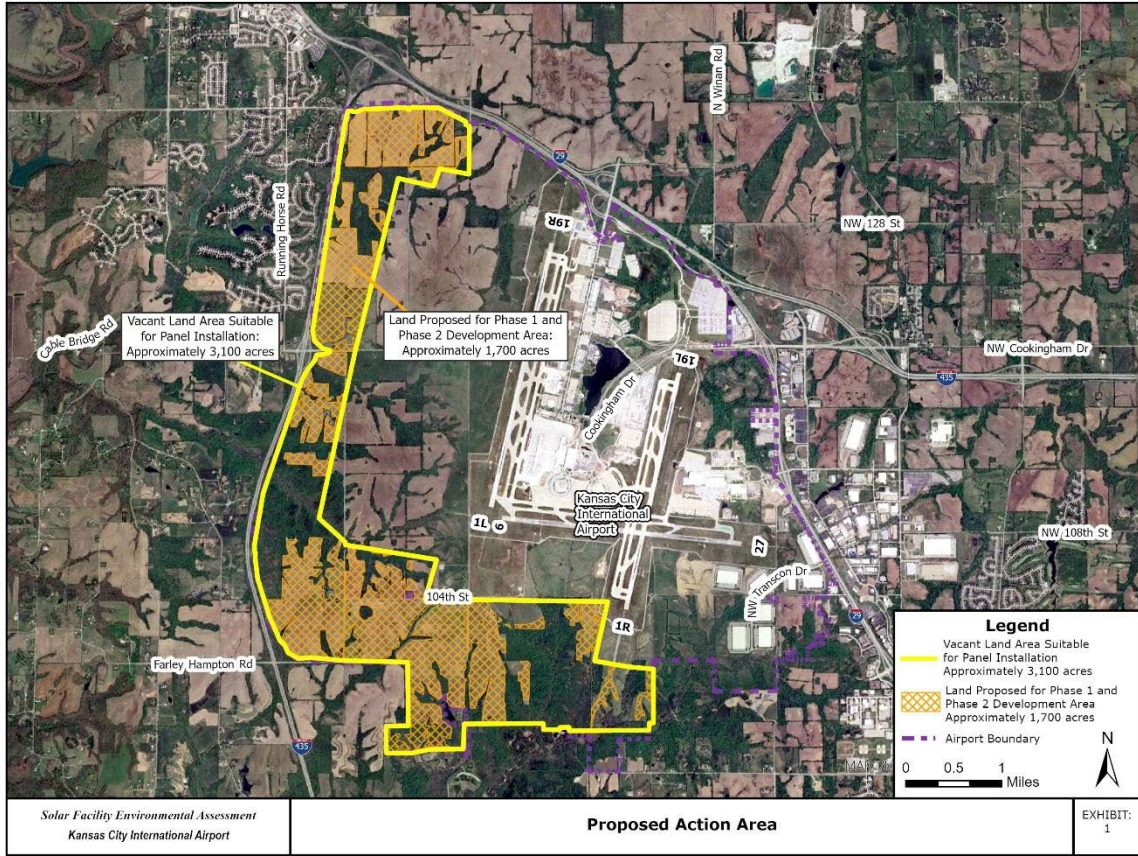 N Winan Rd
29
Running Horse Rd
19R
NW 128 St
Cable Bridge Rd
Vacant Land Area Suitable
for Panel Installation:
Approximately 3,100 acres
Land Proposed for Phase 1 and
Phase 2 Development Area:
Approximately 1,700 acres
19L
NW Cookingham Dr
435
Cookingham Dr
Kansas City
International
Airport
1L
9
27
NW 108th St
NW Transcon Dr
104th St
1R
29
Farley Hampton Rd
435
Legend
Vacant Land Area Suitable
for Panel Installation
Approximately 3,100 acres
Land Proposed for Phase 1 and
Phase 2 Development Area
Approximately 1,700 acres
Airport Boundary
N
0 0.5 1
Miles
Solar Facility Environmental Assessment
Kansas City International Airport
Proposed Action Area
EXHIBIT:
1